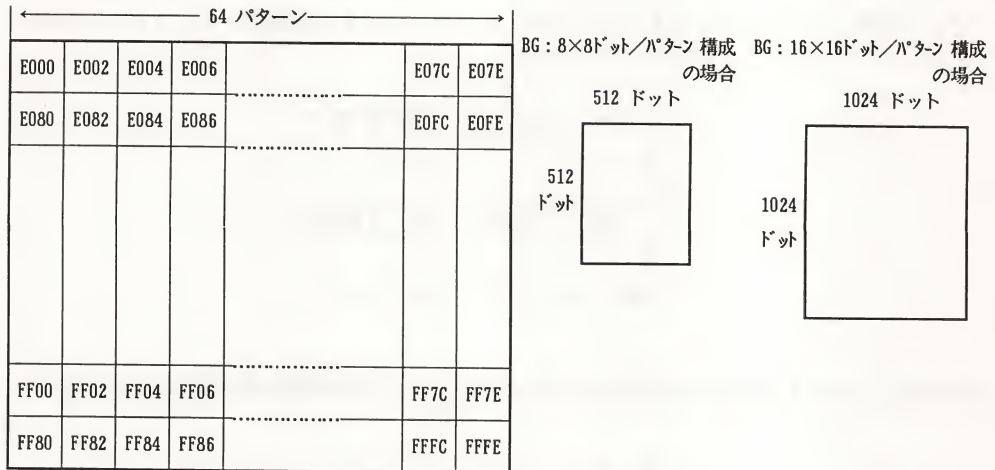 64 パターン
E000 E002 E004 E006 E07C E07E
E080 E082 E084 E086 E0FC E0FE
FF00 FF02 FF04 FF06 FF7C FF7E
FF80 FF82 FF84 FF86 FFFC FFFE
BG：8×8ﾄﾞｯﾄ／ﾊﾟﾀｰﾝ 構成
の場合
512 ドット
512
ﾄﾞｯﾄ
BG：16×16ﾄﾞｯﾄ／ﾊﾟﾀｰﾝ 構成
の場合
1024 ドット
1024
ﾄﾞｯﾄ